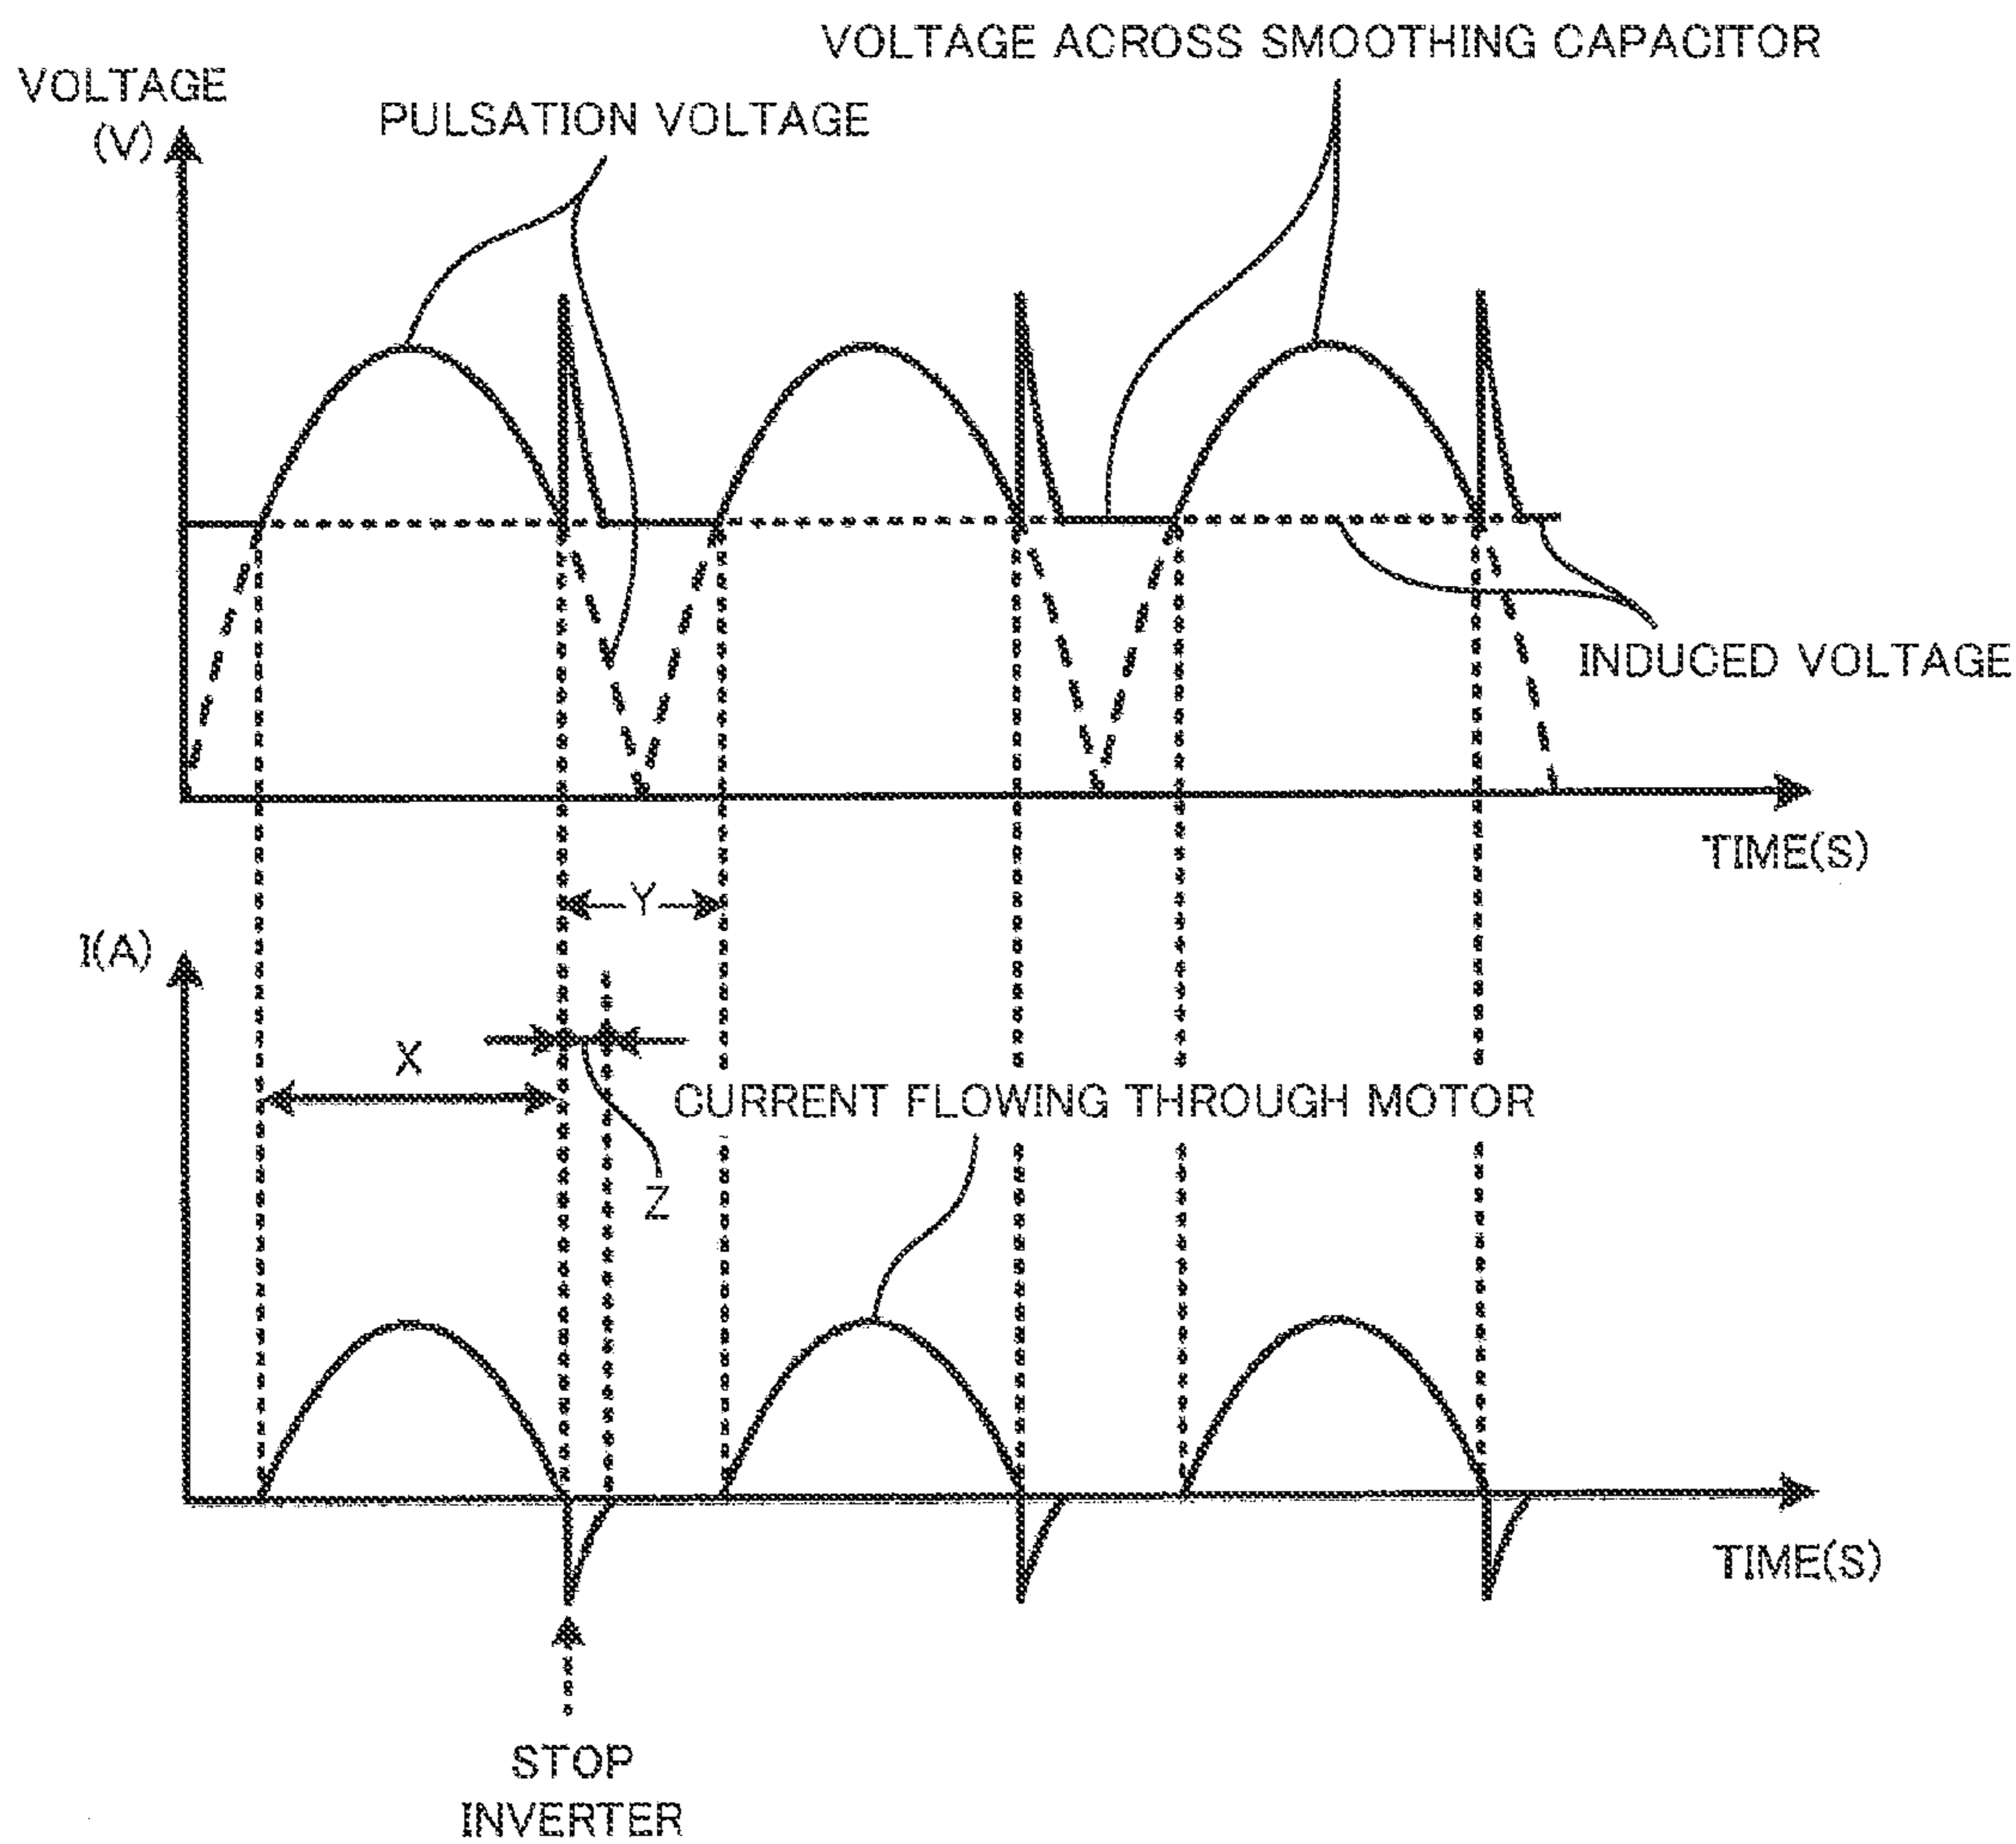 VOLTAGE ACROSS SMOOTHING CAPACITOR
VOLTAGE
(V)
PULSATION VOLTAGE
INDUCED VOLTAGE
TIME(S)
Y
I(A)
X
CURRENT FLOWING THROUGH MOTOR
Z
TIME(S)
STOP
INVERTER